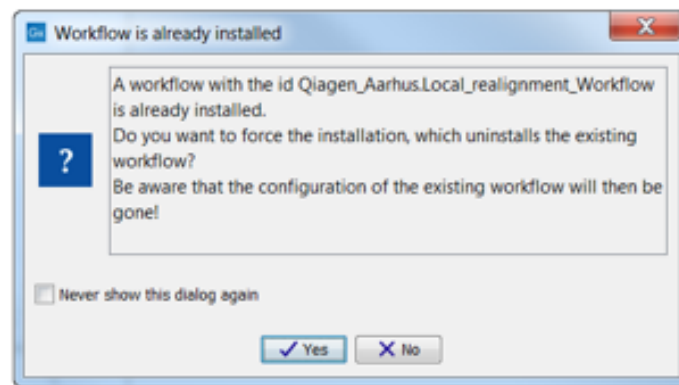 Workflow is already installed
A workflow with the id Qiagen_Aarhus.Local_realignment_Workflow
is already installed.
Do you want to force the installation, which uninstalls the existing
workflow?
Be aware that the configuration of the existing workflow will then be
gone!
Never show this dialog again
Yes
No